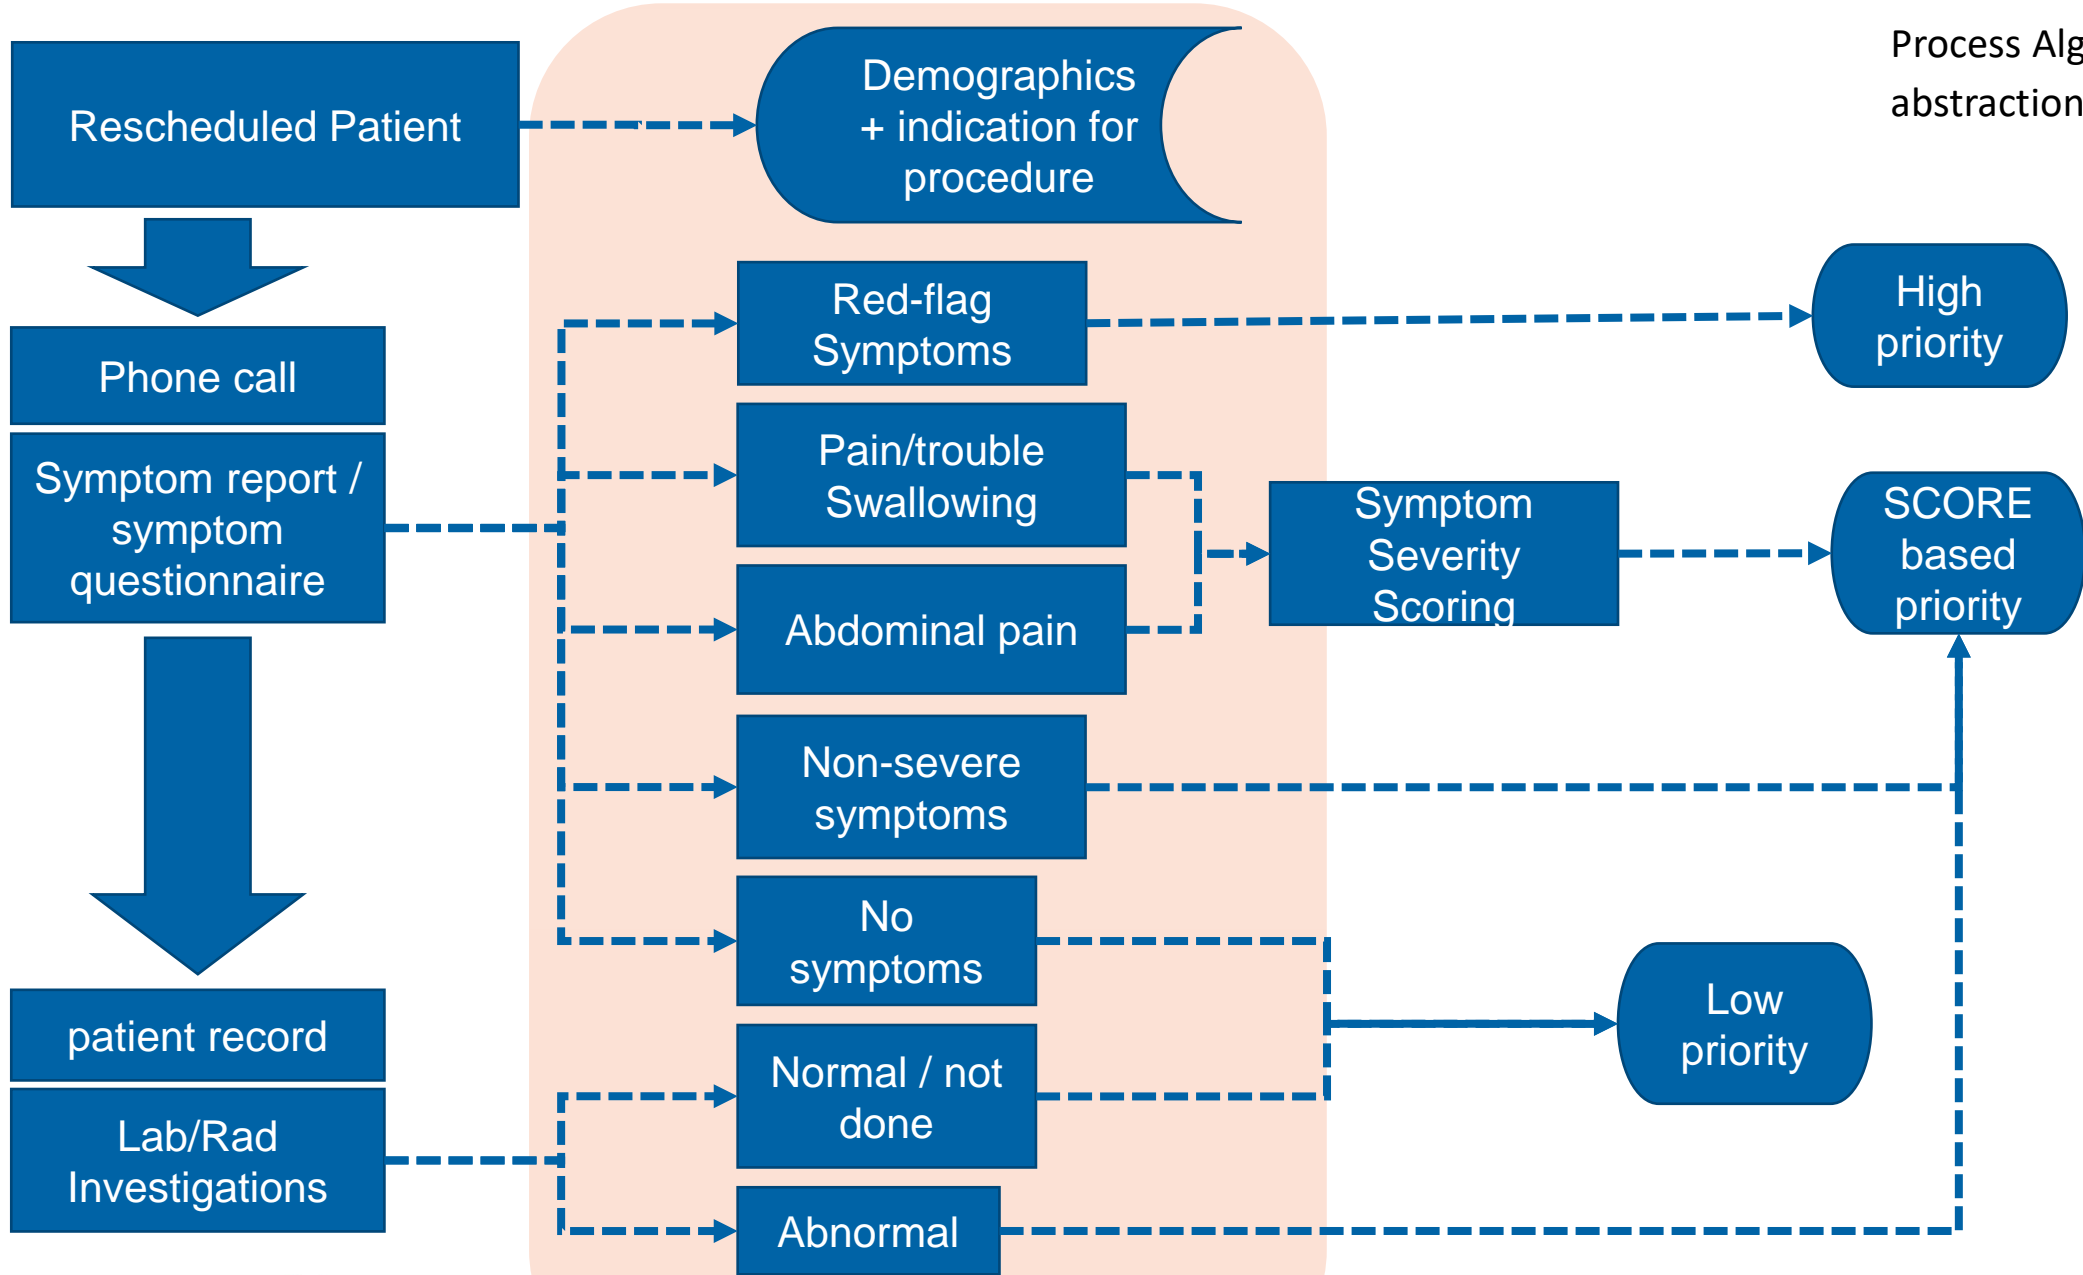 Rescheduled Patient
Demographics
+ indication for
procedure
Process Alg
abstraction
Red-flag
Symptoms
High
priority
Phone call
Symptom report /
symptom
questionnaire
Pain/trouble
Swallowing
Symptom
Severity
Scoring
SCORE
based
priority
Abdominal pain
Non-severe
symptoms
No
symptoms
Low
priority
patient record
Lab/Rad
Investigations
Normal / not
done
Abnormal